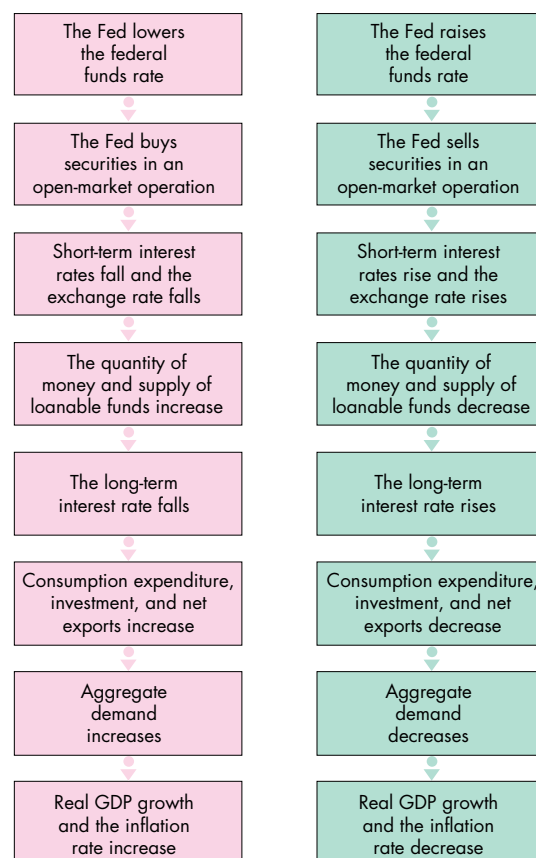 The Fed lowers
the federal
funds rate
The Fed buys
securities in an
open-market operation
Short-term interest
rates fall and the
exchange rate falls
The quantity of
money and supply of
loanable funds increase
The long-term
interest rate falls
Consumption expenditure,
investment, and net
exports increase
Aggregate
demand
increases
Real GDP growth
and the inflation
rate increase
The Fed raises
the federal
funds rate
The Fed sells
securities in an
open-market operation
Short-term interest
rates rise and the
exchange rate rises
The quantity of
money and supply of
loanable funds decrease
The long-term
interest rate rises
Consumption expenditure,
investment, and net
exports decrease
Aggregate
demand
decreases
Real GDP growth
and the inflation
rate decrease